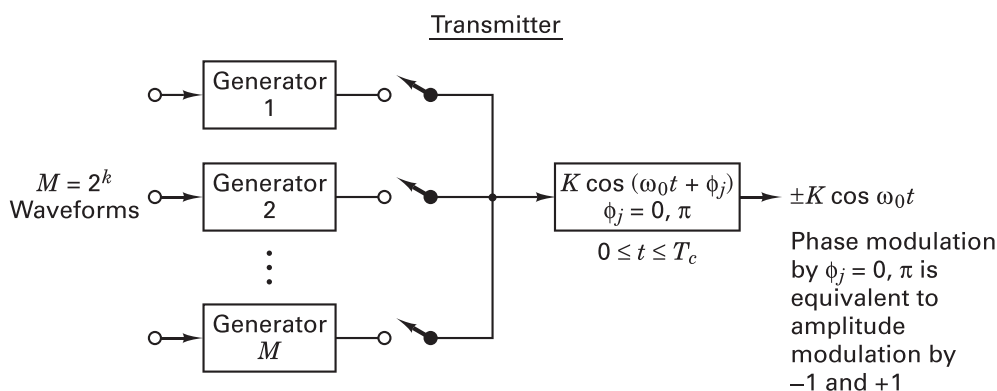 Transmitter
Generator
1
M = 2^k
Waveforms
Generator
2
Generator
M
K cos (ω₀t + ϕⱼ)
ϕⱼ = 0, π
0 ≤ t ≤ T_c
±K cos ω₀t
Phase modulation
by ϕⱼ = 0, π is
equivalent to
amplitude
modulation by
−1 and +1